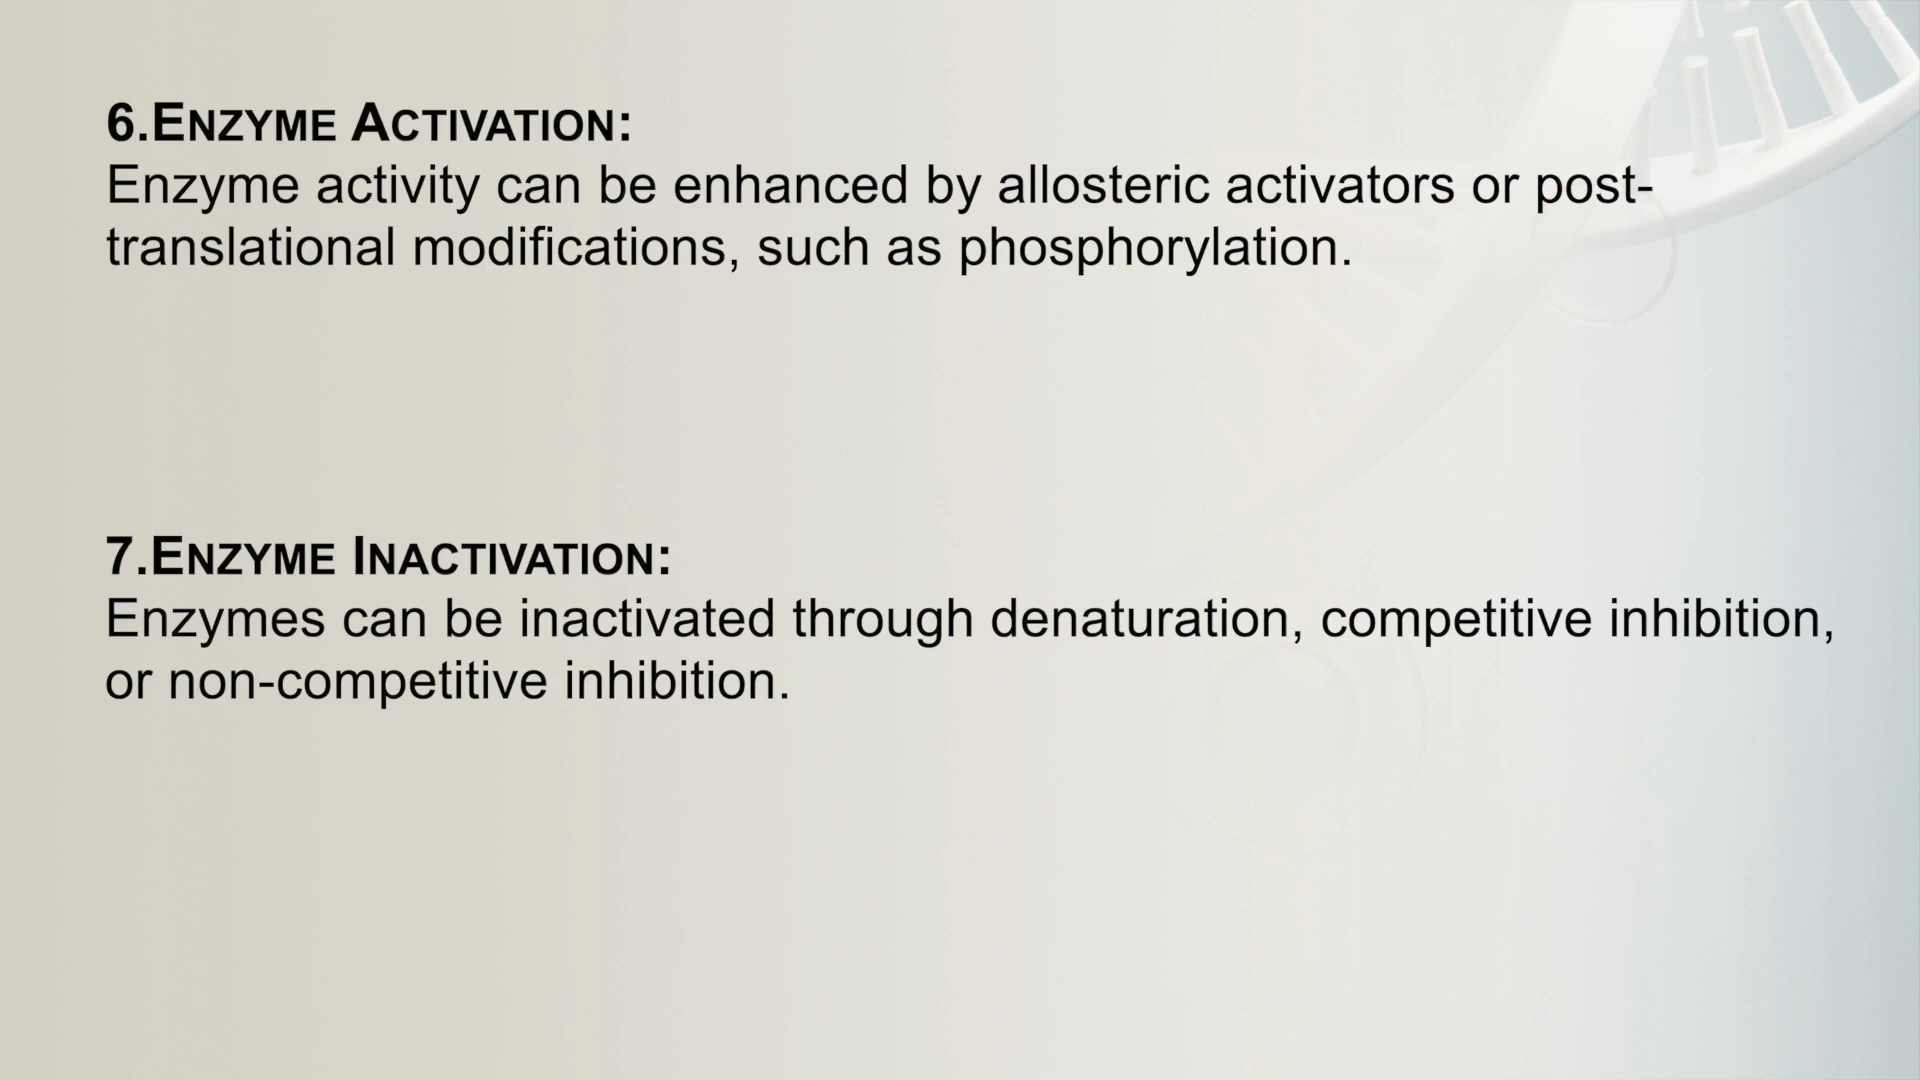 6.ENZYME ACTIVATION:
Enzyme activity can be enhanced by allosteric activators or post-
translational modifications, such as phosphorylation.
7.ENZYME INACTIVATION:
Enzymes can be inactivated through denaturation, competitive inhibition,
or non-competitive inhibition.